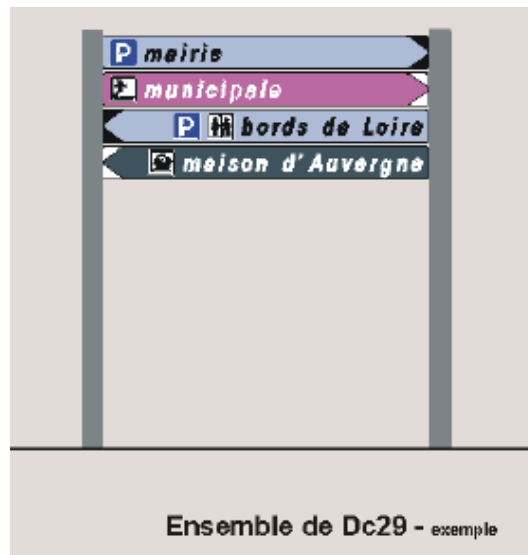 P mairie
municipale
P bords de Loire
maison d'Auvergne
Ensemble de Dc29 - exemple